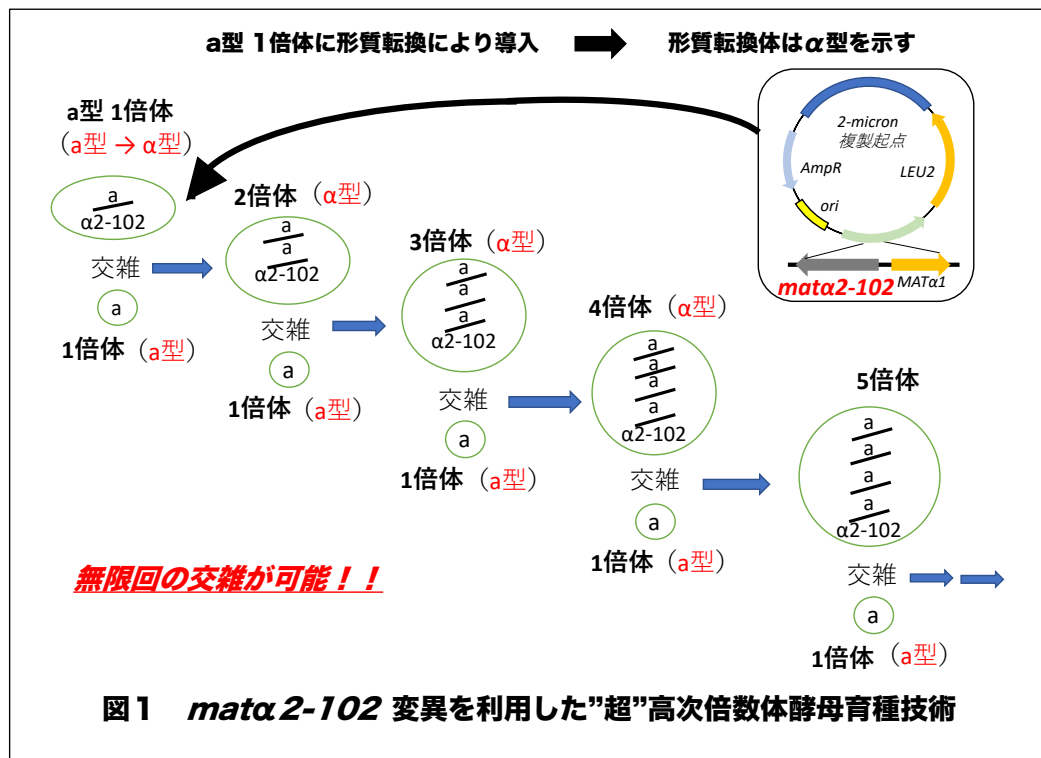 a型 1倍体に形質転換により導入
形質転換体はα型を示す
a型 1倍体
（a型 → α型）
a
α2-102
交雑
a
1倍体（a型）
2倍体（α型）
a
a
α2-102
交雑
a
1倍体（a型）
3倍体（α型）
a
a
a
α2-102
交雑
a
1倍体（a型）
4倍体（α型）
a
a
a
a
α2-102
交雑
a
1倍体（a型）
5倍体
a
a
a
a
α2-102
交雑
a
1倍体（a型）
2-micron
複製起点
AmpR
LEU2
ori
matα2-102
MATα1
無限回の交雑が可能！！
図1 matα2-102 変異を利用した”超”高次倍数体酵母育種技術